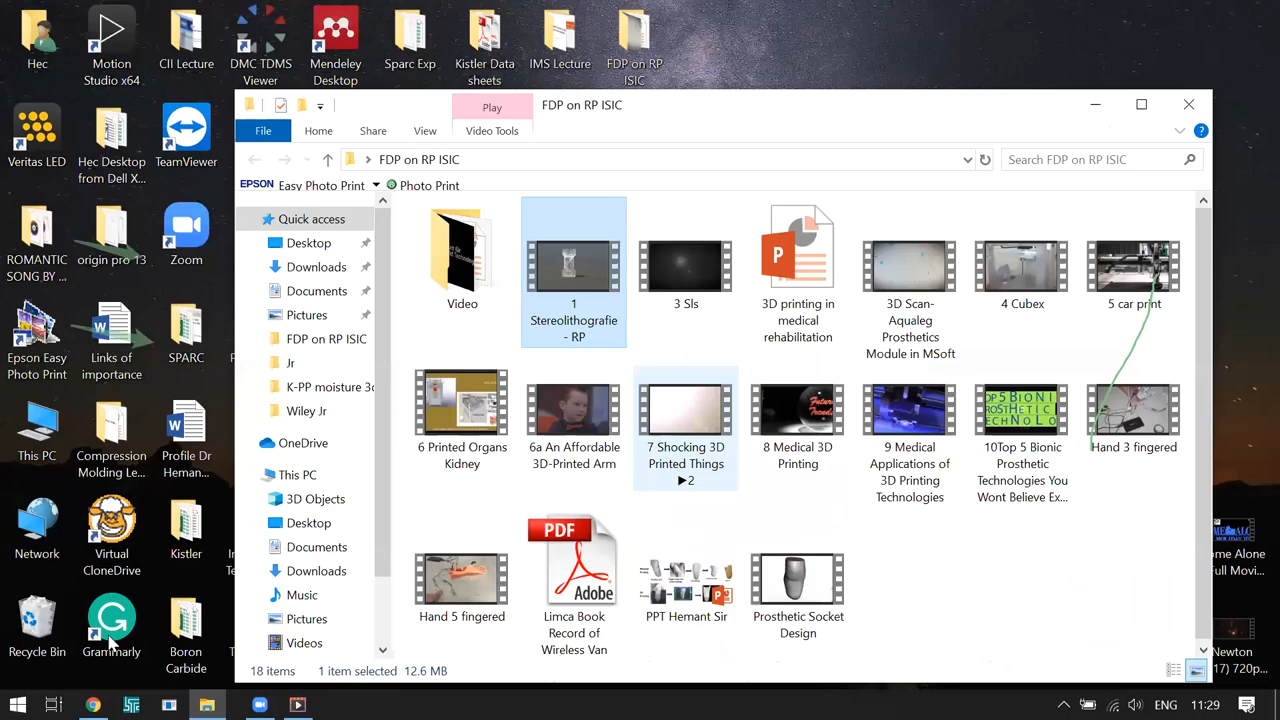 Hec
Motion
Studio x64
CII Lecture
DMC TDMS
Viewer
Mendeley
Desktop
Sparc Exp
Kistler Data
sheets
IMS Lecture
FDP on RP
ISIC
Veritas LED
Hec Desktop
from Dell X...
TeamViewer
ROMANTIC
SONG BY ...
origin pro 13
Zoom
Epson Easy
Photo Print
Links of
importance
SPARC
This PC
Compression
Molding Le...
Profile Dr
Heman...
Network
Virtual
CloneDrive
Kistler
Recycle Bin
Grammarly
Boron
Carbide
Play
FDP on RP ISIC
File
Home
Share
View
Video Tools
FDP on RP ISIC
Search FDP on RP ISIC
EPSON Easy Photo Print
Photo Print
Quick access
Desktop
Downloads
Documents
Pictures
FDP on RP ISIC
Jr
K-PP moisture 3
Wiley Jr
OneDrive
This PC
3D Objects
Desktop
Documents
Downloads
Music
Pictures
Videos
Video
1
Stereolithografie
- RP
3 Sls
3D printing in
medical
rehabilitation
3D Scan-
Aqualeg
Prosthetics
Module in MSoft
4 Cubex
5 car print
6 Printed Organs
Kidney
6a An Affordable
3D-Printed Arm
7 Shocking 3D
Printed Things
▶2
8 Medical 3D
Printing
9 Medical
Applications of
3D Printing
Technologies
10Top 5 Bionic
Prosthetic
Technologies You
Wont Believe Ex...
Hand 3 fingered
Hand 5 fingered
PDF
Adobe
Limca Book
Record of
Wireless Van
PPT Hemant Sir
Prosthetic Socket
Design
18 items
1 item selected 12.6 MB
ome Alone
Full Movi...
Newton
17) 720p...
ENG
11:29